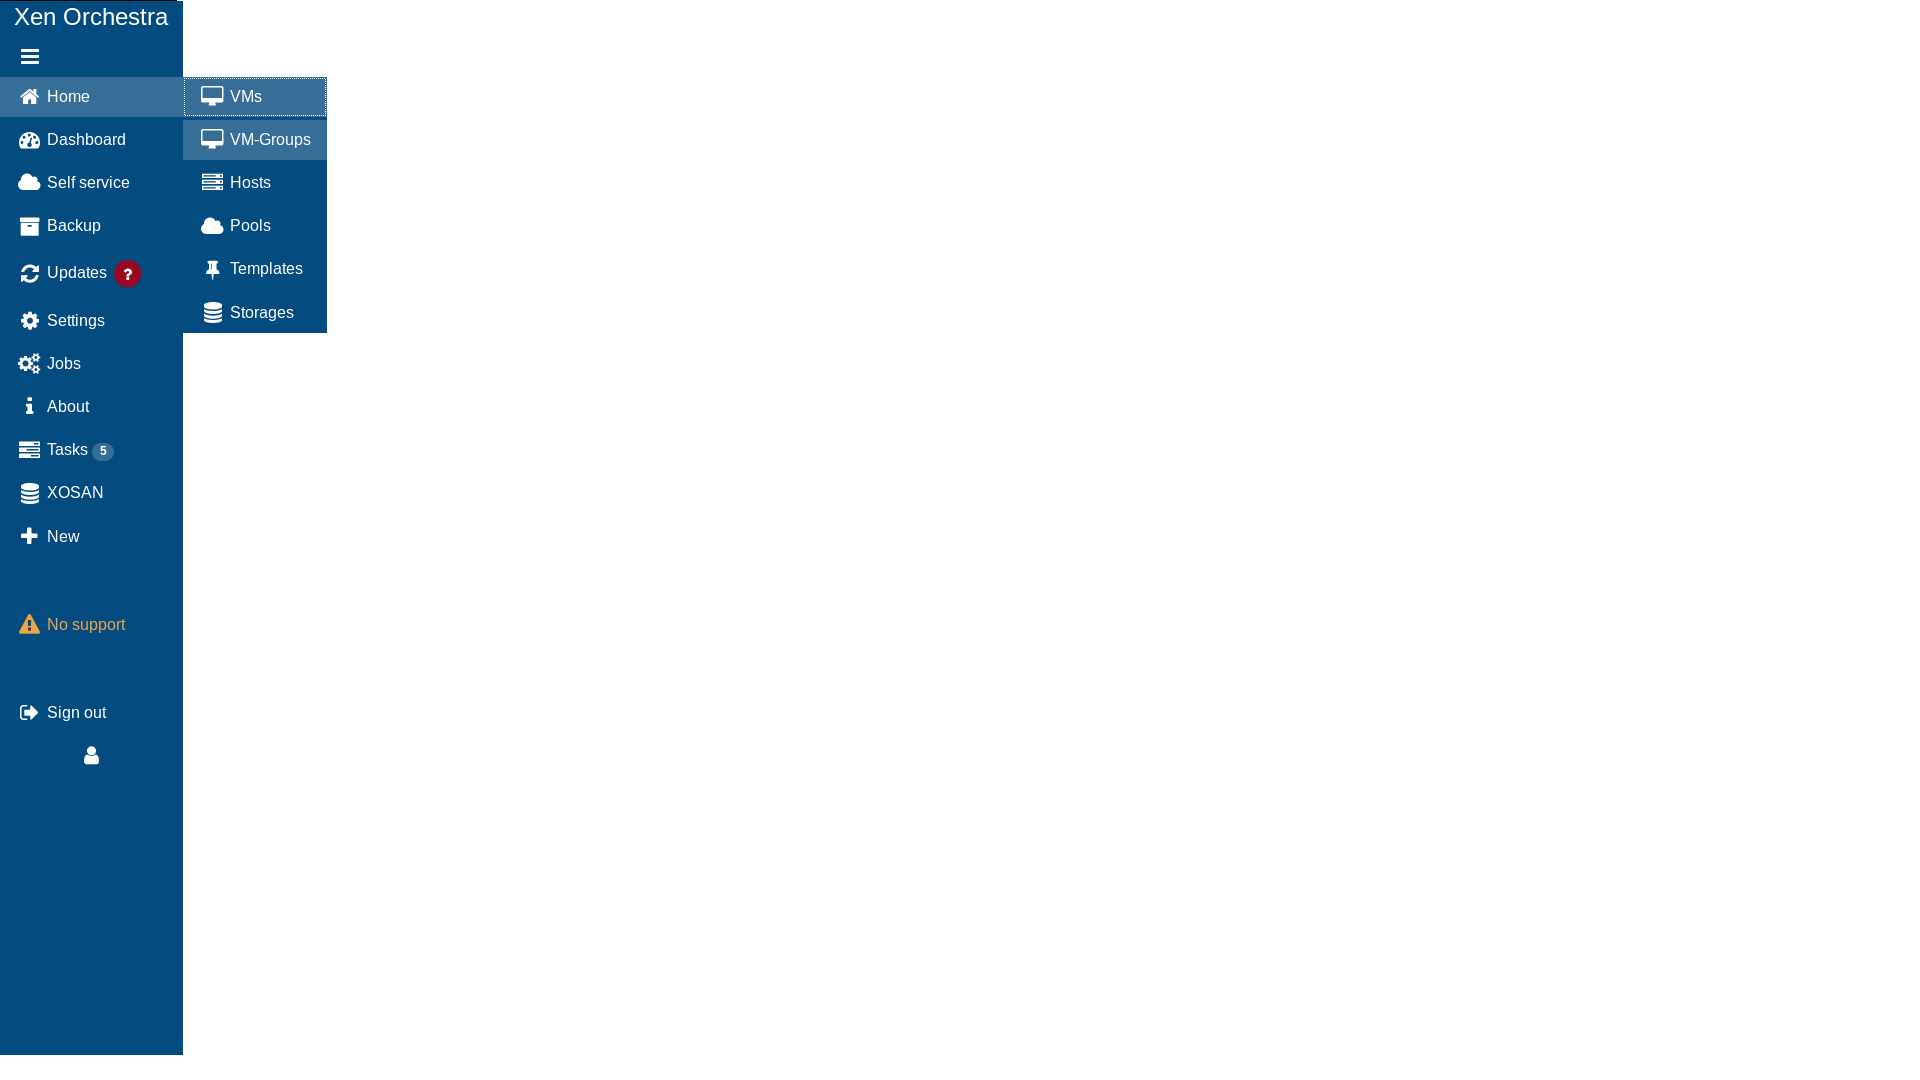 Xen Orchestra
Home
Dashboard
Self service
Backup
Updates ?
Settings
Jobs
About
Tasks 5
XOSAN
New
No support
Sign out
VMs
VM-Groups
Hosts
Pools
Templates
Storages